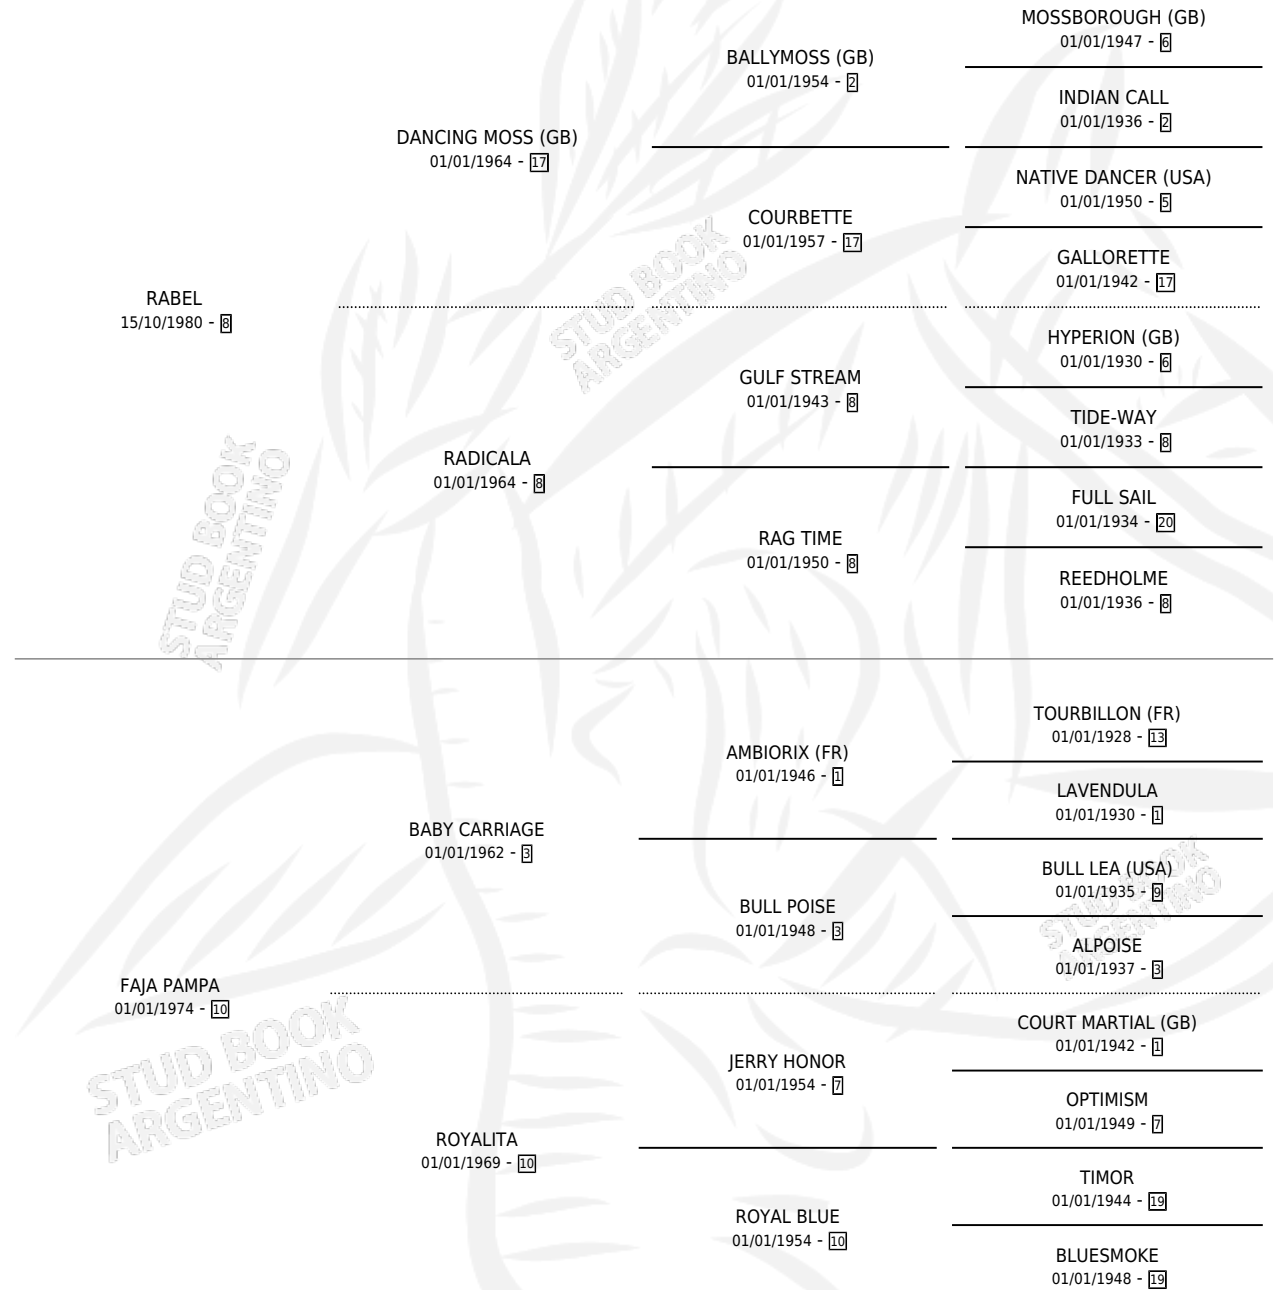 MOSSBOROUGH (GB)
01/01/1947 - 6
BALLYMOSS (GB)
01/01/1954 - 2
INDIAN CALL
01/01/1936 - 2
DANCING MOSS (GB)
01/01/1964 - 17
NATIVE DANCER (USA)
01/01/1950 - 5
COURBETTE
01/01/1957 - 17
GALLORETTE
01/01/1942 - 17
RABEL
15/10/1980 - 8
STUD BOOK
ARGENTINO
HYPERION (GB)
01/01/1930 - 6
GULF STREAM
01/01/1943 - 8
TIDE-WAY
01/01/1933 - 8
RADICALA
01/01/1964 - 8
FULL SAIL
01/01/1934 - 20
RAG TIME
01/01/1950 - 8
REEDHOLME
01/01/1936 - 8
STUD BOOK
ARGENTINO
TOURBILLON (FR)
01/01/1928 - 13
AMBIORIX (FR)
01/01/1946 - 1
LAVENDULA
01/01/1930 - 1
BABY CARRIAGE
01/01/1962 - 3
BULL LEA (USA)
01/01/1935 - 9
BULL POISE
01/01/1948 - 3
STUD BOOK
ARGENTINO
ALPOISE
01/01/1937 - 3
FAJA PAMPA
01/01/1974 - 10
COURT MARTIAL (GB)
01/01/1942 - 1
JERRY HONOR
01/01/1954 - 7
STUD BOOK
ARGENTINO
OPTIMISM
01/01/1949 - 7
ROYALITA
01/01/1969 - 10
TIMOR
01/01/1944 - 19
ROYAL BLUE
01/01/1954 - 10
BLUESMOKE
01/01/1948 - 19